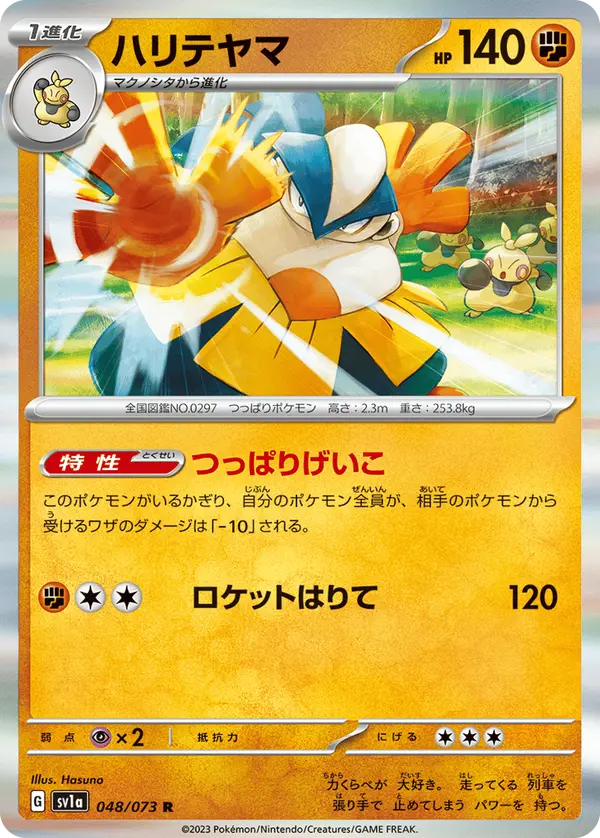 1進化
ハリテヤマ
HP 140
マクノシタから進化
全国図鑑NO.0297 つっぱりポケモン 高さ:2.3m 重さ:253.8kg
特性 とくせい
つっぱりげいこ
このポケモンがいるかぎり、自分のポケモン全員が、相手のポケモンから
受けるワザのダメージは「-10」される。
ロケットはりて 120
弱点 ×2 抵抗力 にげる
Illus. Hasuno
G sv1a 048/073 R
力くらべが 大好き。 走ってくる 列車を
張り手で 止めてしまう パワーを 持つ。
©2023 Pokémon/Nintendo/Creatures/GAME FREAK.